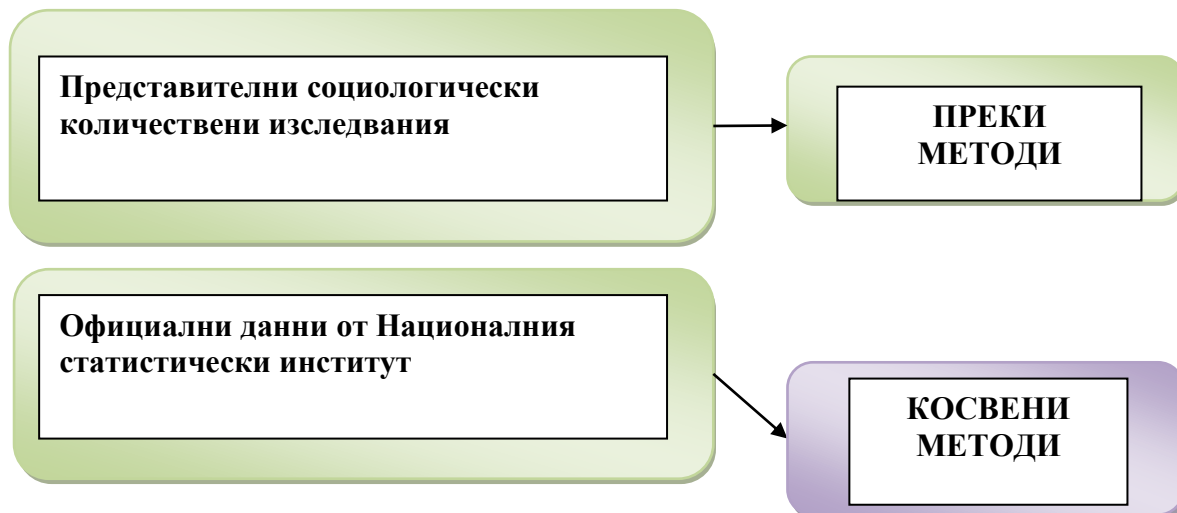 Представителни социологически
количествени изследвания
ПРЕКИ
МЕТОДИ
Официални данни от Националния
статистически институт
КОСВЕНИ
МЕТОДИ